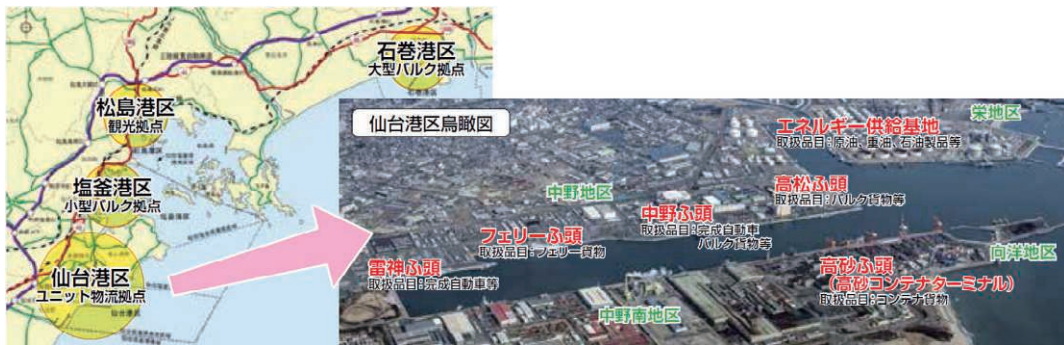 石巻港区
大型バルク拠点
松島港区
観光拠点
塩釜港区
小型バルク拠点
仙台港区
ユニット物流拠点
仙台港区鳥瞰図
エネルギー供給基地
取扱品目：原油、重油、石油製品等
栄地区
中野地区
高松ふ頭
取扱品目：バルク貨物等
中野ふ頭
取扱品目：完成自動車
バルク貨物等
フェリーふ頭
取扱品目：フェリー貨物
雷神ふ頭
取扱品目：完成自動車等
向洋地区
高砂ふ頭
（高砂コンテナターミナル）
取扱品目：コンテナ貨物
中野南地区